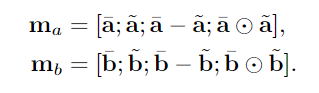 m_a = [ā; ã; ā − ã; ā ⊙ ã],
m_b = [b̄; b̃; b̄ − b̃; b̄ ⊙ b̃].